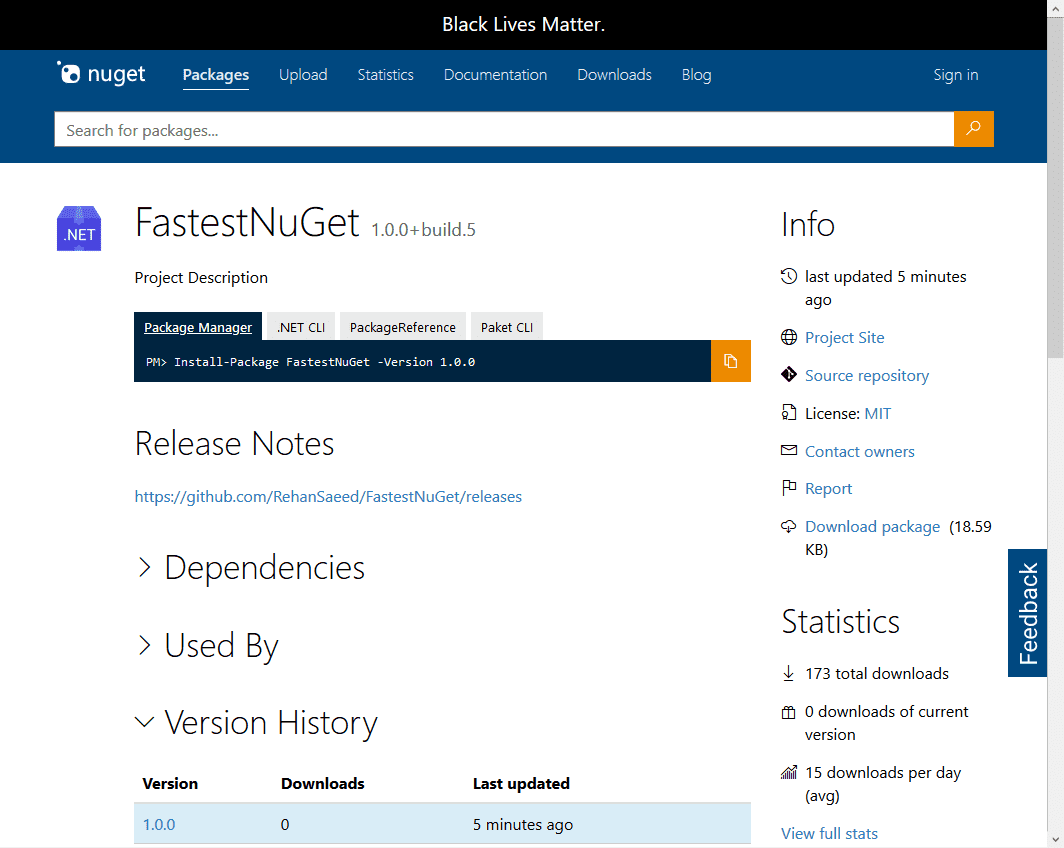 Black Lives Matter.
nuget Packages Upload Statistics Documentation Downloads Blog Sign in
Search for packages...
.NET
FastestNuGet 1.0.0+build.5
Project Description
Package Manager .NET CLI PackageReference Paket CLI
PM> Install-Package FastestNuGet -Version 1.0.0
Release Notes
https://github.com/RehanSaeed/FastestNuGet/releases
Dependencies
Used By
Version History
Version Downloads Last updated
1.0.0 0 5 minutes ago
Info
last updated 5 minutes
ago
Project Site
Source repository
License: MIT
Contact owners
Report
Download package (18.59
KB)
Statistics
173 total downloads
0 downloads of current
version
15 downloads per day
(avg)
View full stats
Feedback